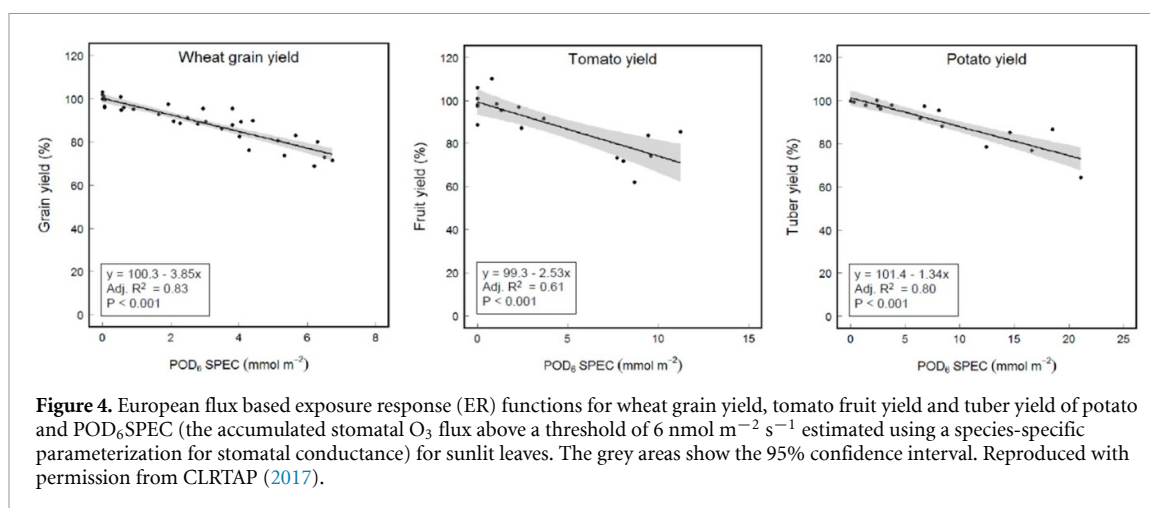 Wheat grain yield
120
100
80
60
40
20
0
Grain yield (%)
y = 100.3 - 3.85x
Adj. R² = 0.83
P < 0.001
0 2 4 6 8
POD₆ SPEC (mmol m⁻²)
Tomato yield
120
100
80
60
40
20
0
Fruit yield (%)
y = 99.3 - 2.53x
Adj. R² = 0.61
P < 0.001
0 5 10 15
POD₆ SPEC (mmol m⁻²)
Potato yield
120
100
80
60
40
20
0
Tuber yield (%)
y = 101.4 - 1.34x
Adj. R² = 0.80
P < 0.001
0 5 10 15 20 25
POD₆ SPEC (mmol m⁻²)
Figure 4. European flux based exposure response (ER) functions for wheat grain yield, tomato fruit yield and tuber yield of potato
and POD₆SPEC (the accumulated stomatal O₃ flux above a threshold of 6 nmol m⁻² s⁻¹ estimated using a species-specific
parameterization for stomatal conductance) for sunlit leaves. The grey areas show the 95% confidence interval. Reproduced with
permission from CLRTAP (2017).